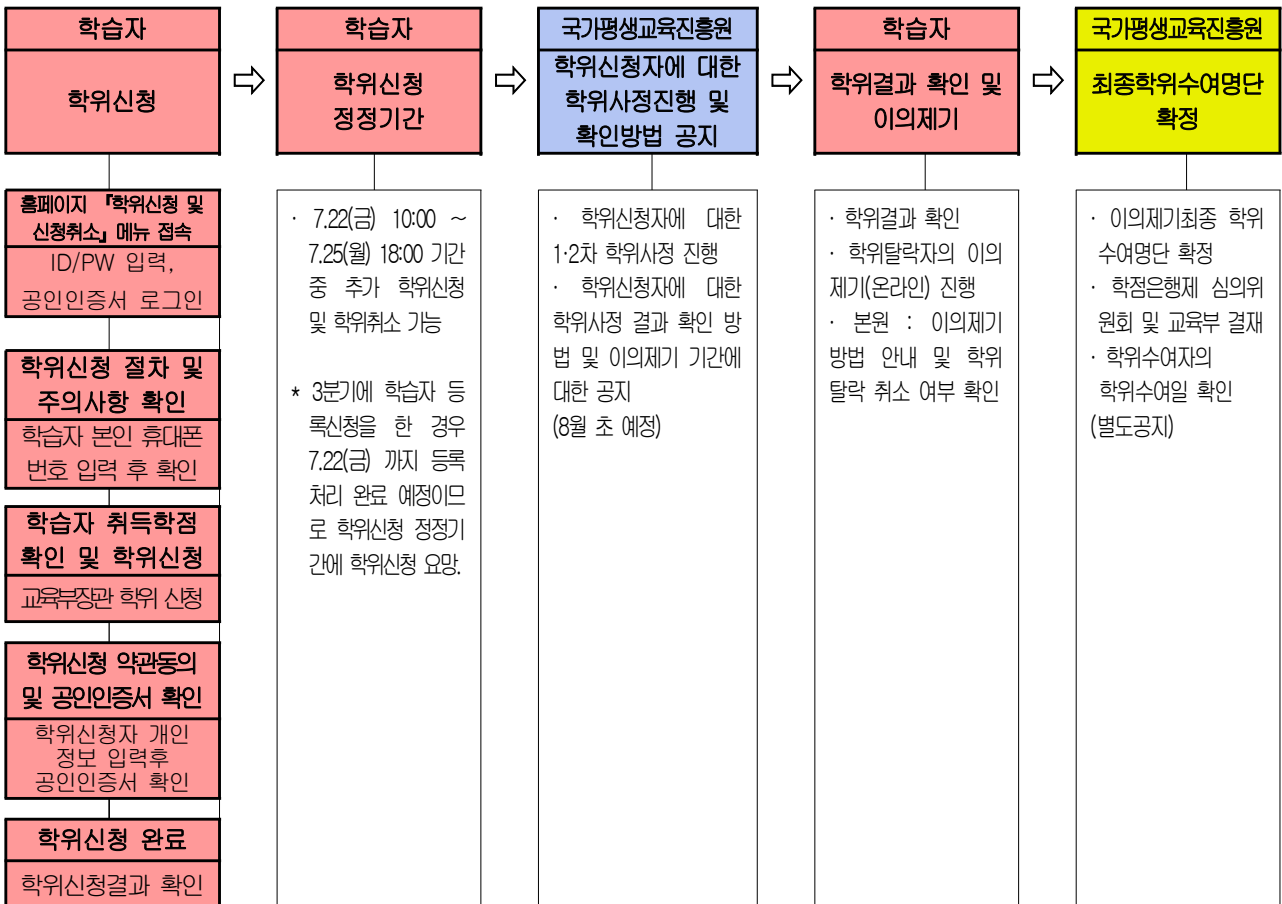 학습자
학위신청
학습자
학위신청
정정기간
국가평생교육진흥원
학위신청자에 대한
학위사정진행 및
확인방법 공지
학습자
학위결과 확인 및
이의제기
국가평생교육진흥원
최종학위수여명단
확정
홈페이지 『학위신청 및
신청취소』 메뉴 접속
ID/PW 입력,
공인인증서 로그인
학위신청 절차 및
주의사항 확인
학습자 본인 휴대폰
번호 입력 후 확인
학습자 취득학점
확인 및 학위신청
교육부장관 학위 신청
학위신청 약관동의
및 공인인증서 확인
학위신청자 개인
정보 입력후
공인인증서 확인
학위신청 완료
학위신청결과 확인
· 7.22(금) 10:00 ~
7.25(월) 18:00 기간
중 추가 학위신청
및 학위취소 가능
* 3분기에 학습자 등
록신청을 한 경우
7.22(금) 까지 등록
처리 완료 예정이므
로 학위신청 정정기
간에 학위신청 요망.
· 학위신청자에 대한
1·2차 학위사정 진행
· 학위신청자에 대한
학위사정 결과 확인 방
법 및 이의제기 기간에
대한 공지
(8월 초 예정)
· 학위결과 확인
· 학위탈락자의 이의
제기(온라인) 진행
· 본원 : 이의제기
방법 안내 및 학위
탈락 취소 여부 확인
· 이의제기최종 학위
수여명단 확정
· 학점은행제 심의위
원회 및 교육부 결재
· 학위수여자의
학위수여일 확인
(별도공지)